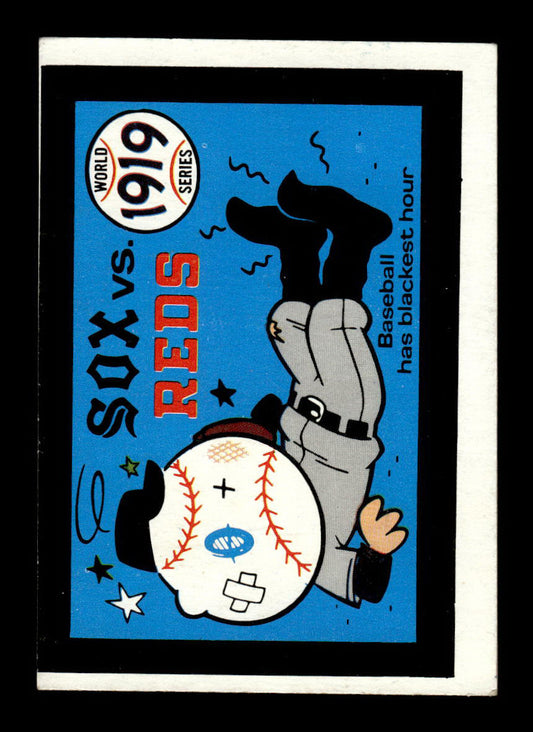 WORLD
1919
SERIES
SOX vs.
REDS
Baseball
has blackest hour